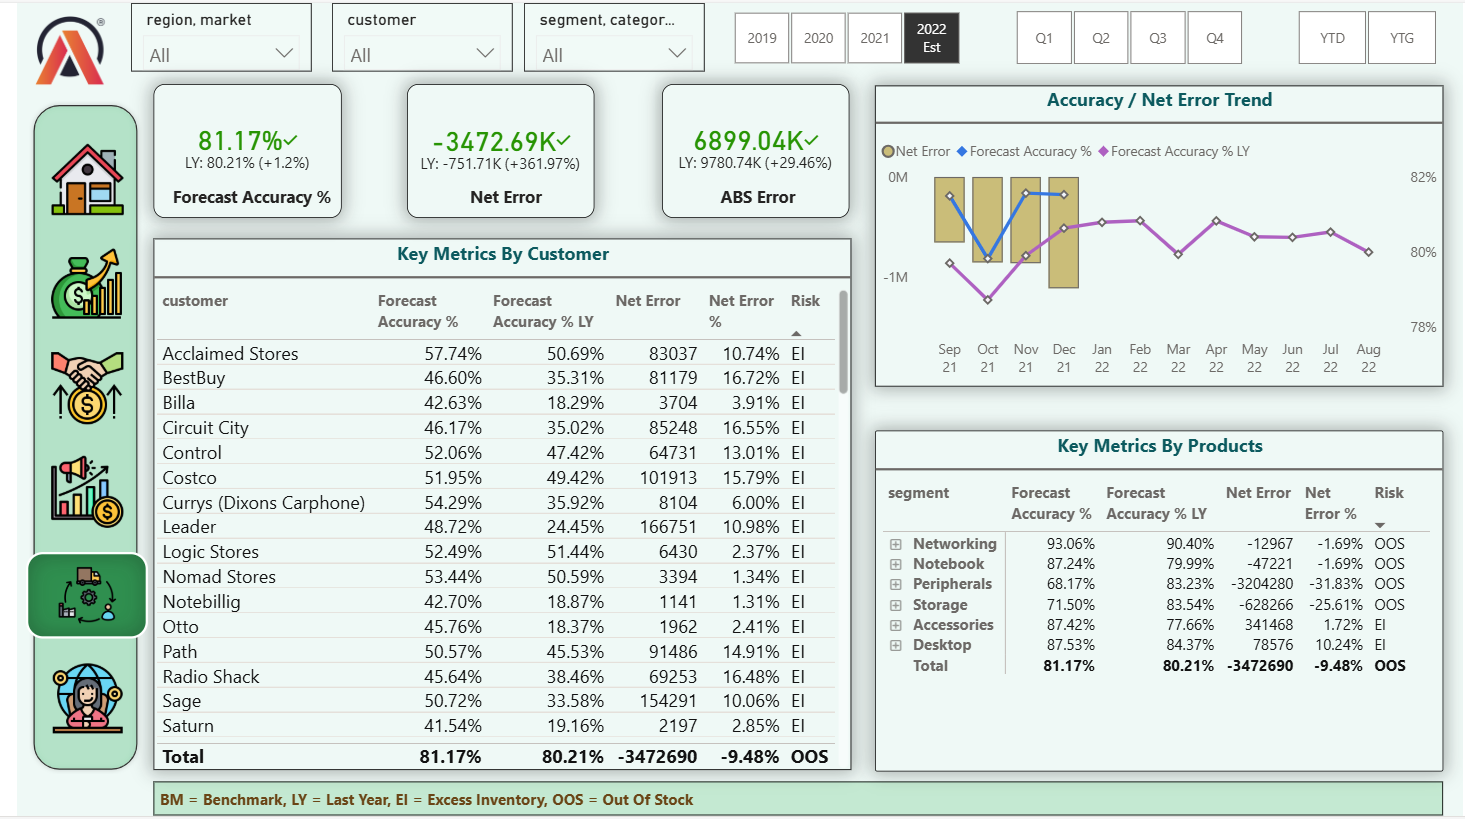 region, market
All
customer
All
segment, categor...
All
2019
2020
2021
2022
Est
Q1
Q2
Q3
Q4
YTD
YTG
®
81.17%
LY: 80.21% (+1.2%)
Forecast Accuracy %
-3472.69K
LY: -751.71K (+361.97%)
Net Error
6899.04K
LY: 9780.74K (+29.46%)
ABS Error
Accuracy / Net Error Trend
Net Error Forecast Accuracy % Forecast Accuracy % LY
0M
-1M
82%
80%
78%
Sep Oct Nov Dec Jan Feb Mar Apr May Jun Jul Aug
21 21 21 21 22 22 22 22 22 22 22 22
Key Metrics By Customer
customer Forecast Forecast Net Error Net Error Risk
Accuracy % Accuracy % LY %
Acclaimed Stores 57.74% 50.69% 83037 10.74% EI
BestBuy 46.60% 35.31% 81179 16.72% EI
Billa 42.63% 18.29% 3704 3.91% EI
Circuit City 46.17% 35.02% 85248 16.55% EI
Control 52.06% 47.42% 64731 13.01% EI
Costco 51.95% 49.42% 101913 15.79% EI
Currys (Dixons Carphone) 54.29% 35.92% 8104 6.00% EI
Leader 48.72% 24.45% 166751 10.98% EI
Logic Stores 52.49% 51.44% 6430 2.37% EI
Nomad Stores 53.44% 50.59% 3394 1.34% EI
Notebillig 42.70% 18.87% 1141 1.31% EI
Otto 45.76% 18.37% 1962 2.41% EI
Path 50.57% 45.53% 91486 14.91% EI
Radio Shack 45.64% 38.46% 69253 16.48% EI
Sage 50.72% 33.58% 154291 10.06% EI
Saturn 41.54% 19.16% 2197 2.85% EI
Total 81.17% 80.21% -3472690 -9.48% OOS
Key Metrics By Products
segment Forecast Forecast Net Error Net Risk
Accuracy % Accuracy % LY Error %
Networking 93.06% 90.40% -12967 -1.69% OOS
Notebook 87.24% 79.99% -47221 -1.69% OOS
Peripherals 68.17% 83.23% -3204280 -31.83% OOS
Storage 71.50% 83.54% -628266 -25.61% OOS
Accessories 87.42% 77.66% 341468 1.72% EI
Desktop 87.53% 84.37% 78576 10.24% EI
Total 81.17% 80.21% -3472690 -9.48% OOS
BM = Benchmark, LY = Last Year, EI = Excess Inventory, OOS = Out Of Stock